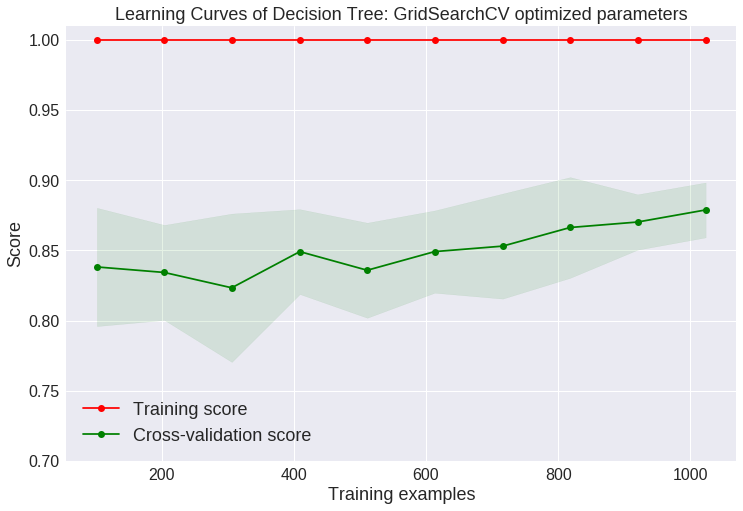 Learning Curves of Decision Tree: GridSearchCV optimized parameters
1.00
0.95
0.90
0.85
0.80
0.75
0.70
Score
Training score
Cross-validation score
200 400 600 800 1000
Training examples